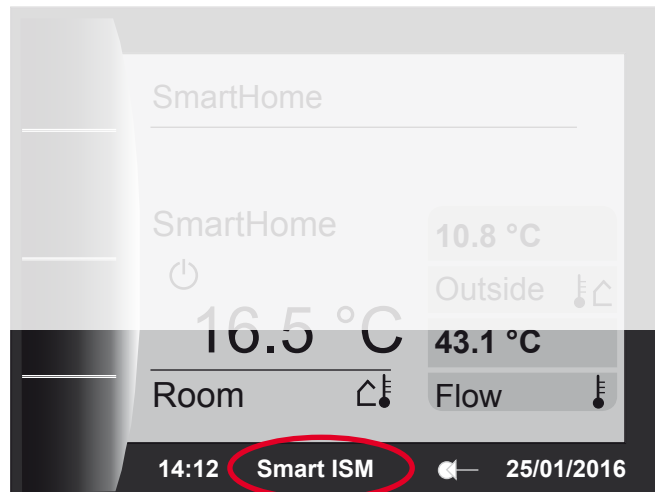 SmartHome
SmartHome
10.8 °C
Outside
16.5 °C
43.1 °C
Room
Flow
14:12 Smart ISM 25/01/2016